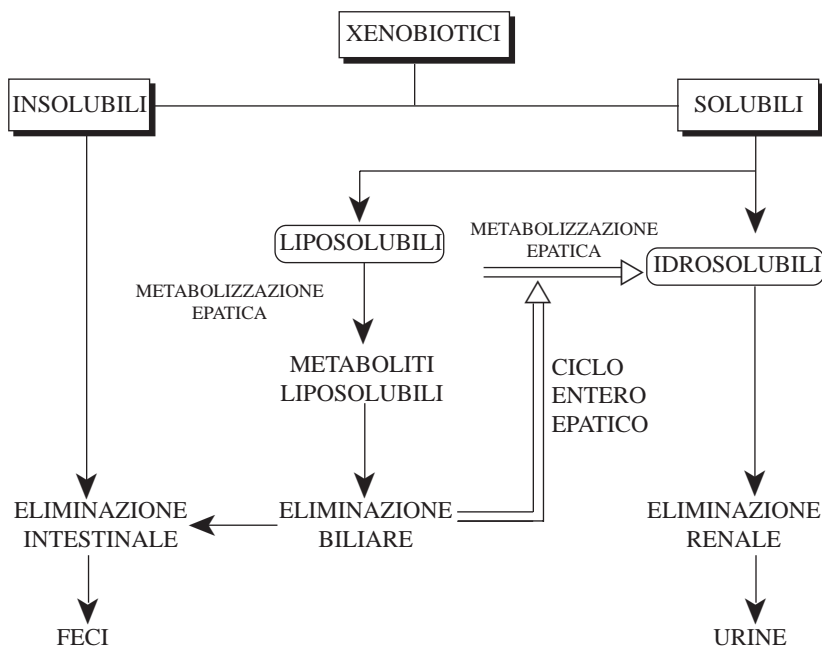 XENOBIOTICI
INSOLUBILI
SOLUBILI
LIPOSOLUBILI
METABOLIZZAZIONE
EPATICA
IDROSOLUBILI
METABOLIZZAZIONE
EPATICA
METABOLITI
LIPOSOLUBILI
CICLO
ENTERO
EPATICO
ELIMINAZIONE
INTESTINALE
ELIMINAZIONE
BILIARE
ELIMINAZIONE
RENALE
FECI
URINE